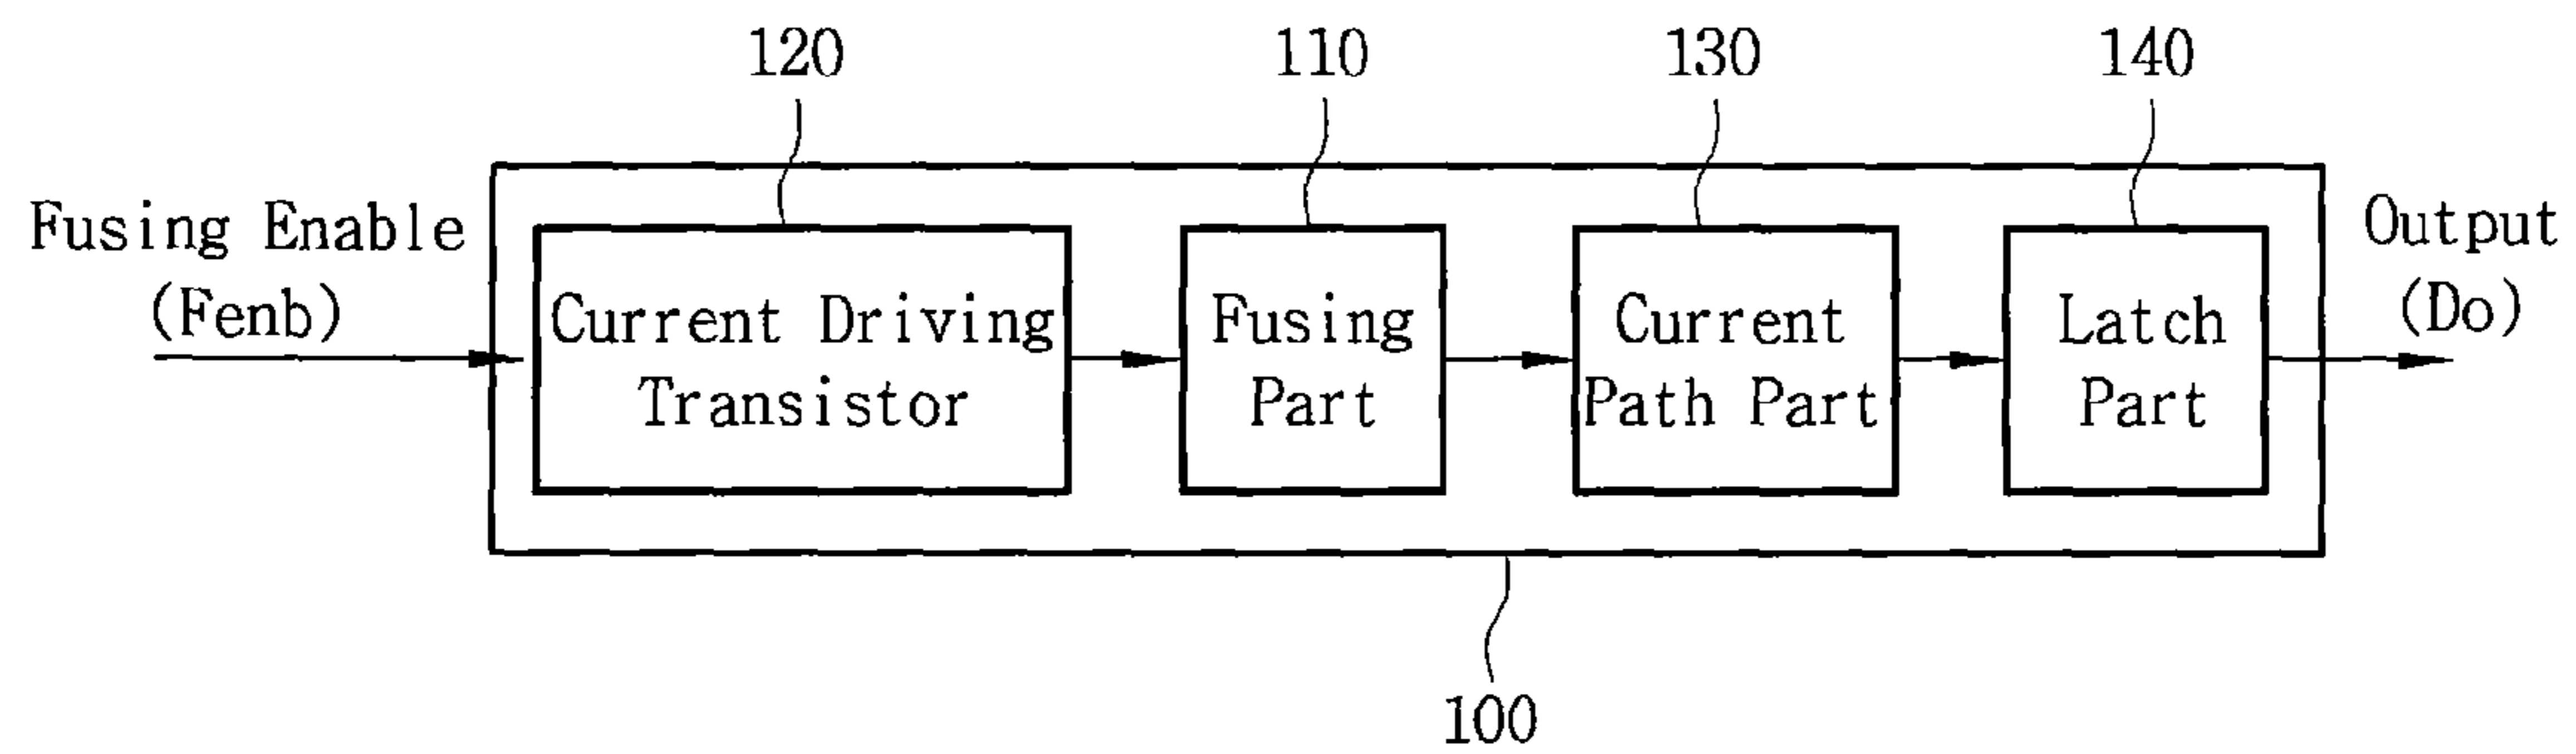 120
110
130
140
Fusing Enable
(Fenb)
Current Driving
Transistor
Fusing
Part
Current
Path Part
Latch
Part
Output
(Do)
100